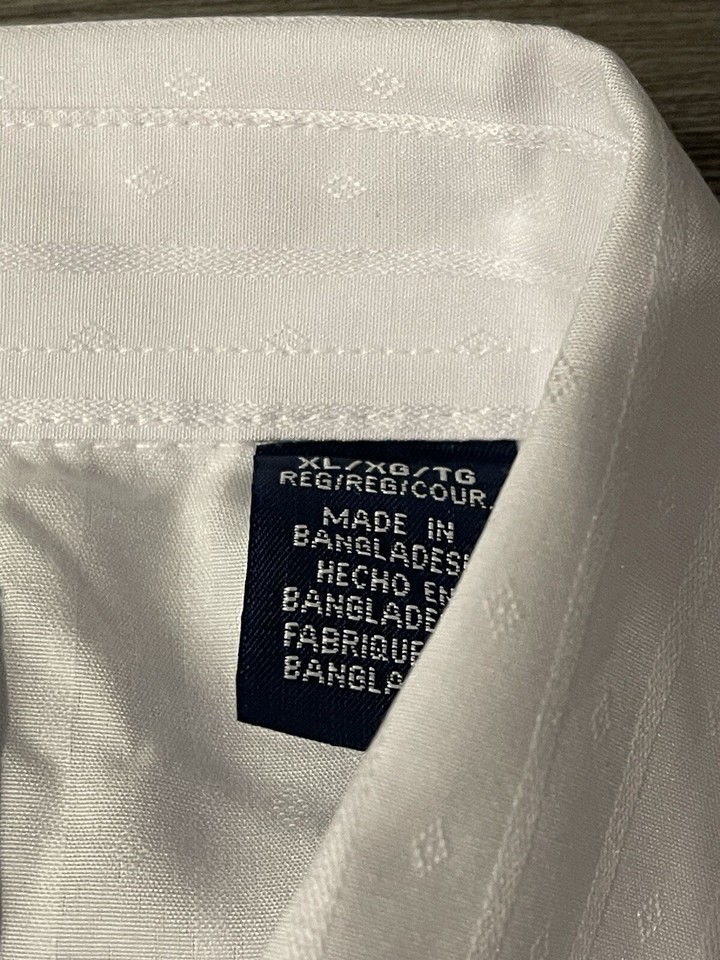 XL/XG/TG
REG/REG/COUR.
MADE IN
BANGLADES
HECHO EN
BANGLADE
FABRIQUE
BANGLA